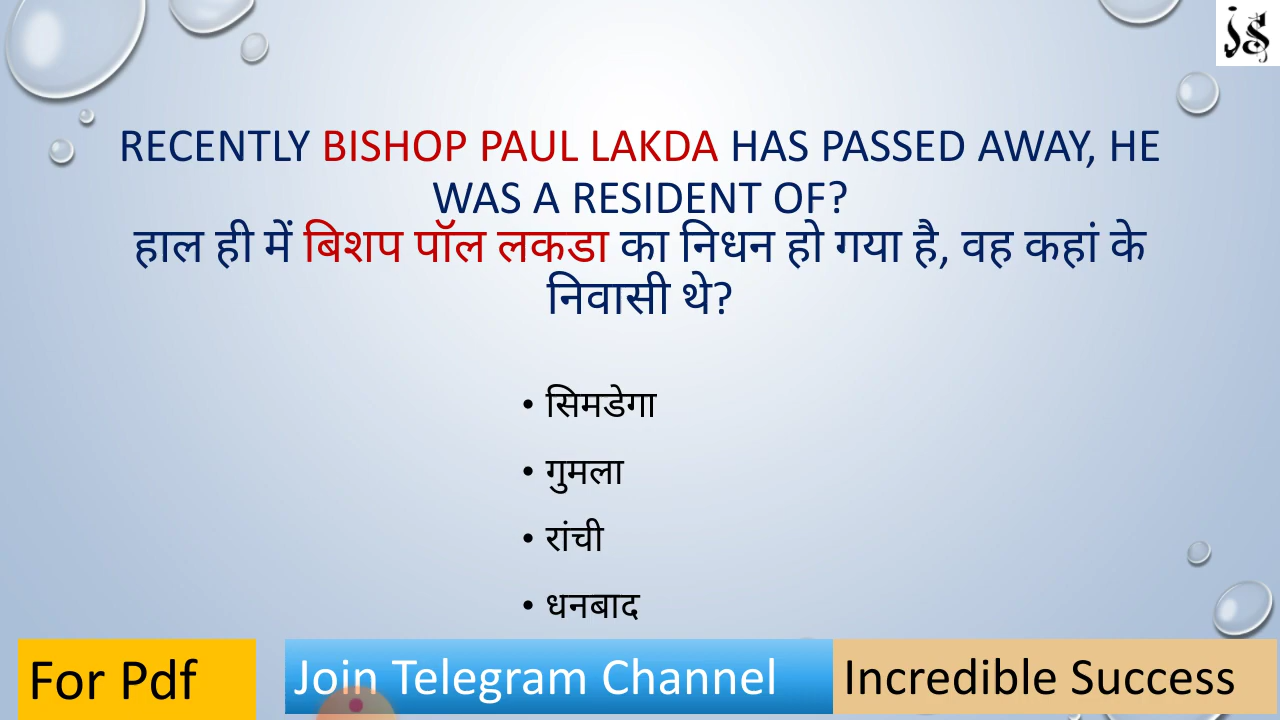 RECENTLY BISHOP PAUL LAKDA HAS PASSED AWAY, HE
WAS A RESIDENT OF?
हाल ही में बिशप पॉल लकडा का निधन हो गया है, वह कहां के
निवासी थे?
• सिमडेगा
• गुमला
• रांची
• धनबाद
For Pdf
Join Telegram Channel
Incredible Success